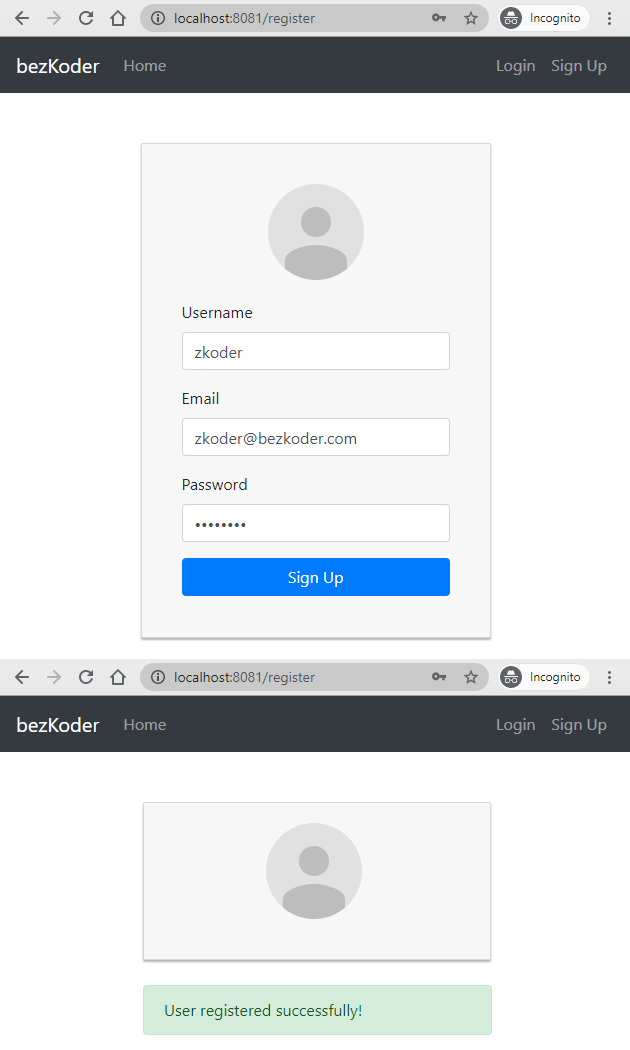 localhost:8081/register
Incognito
bezKoder Home Login Sign Up
Username
zkoder
Email
zkoder@bezkoder.com
Password
••••••••
Sign Up
localhost:8081/register
Incognito
bezKoder Home Login Sign Up
User registered successfully!